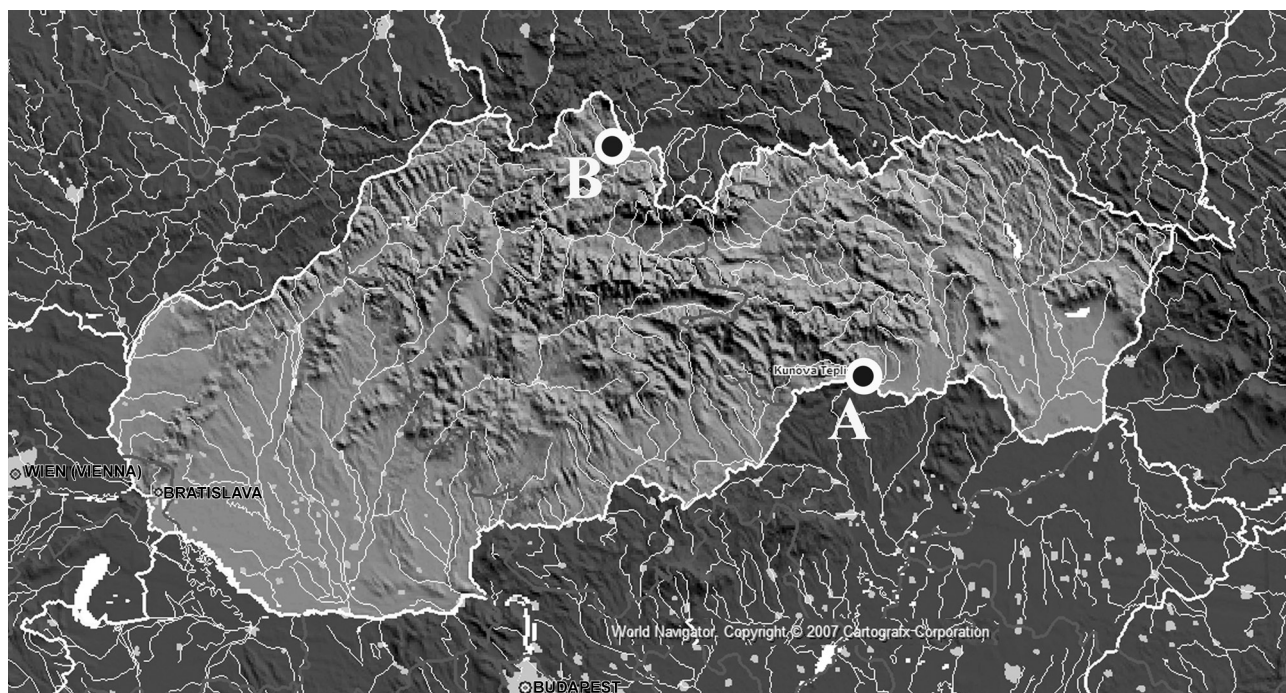 B
Kunova Tepli
A
WIEN (VIENNA)
BRATISLAVA
World Navigator, Copyright © 2007 Cartografx Corporation
BUDAPEST